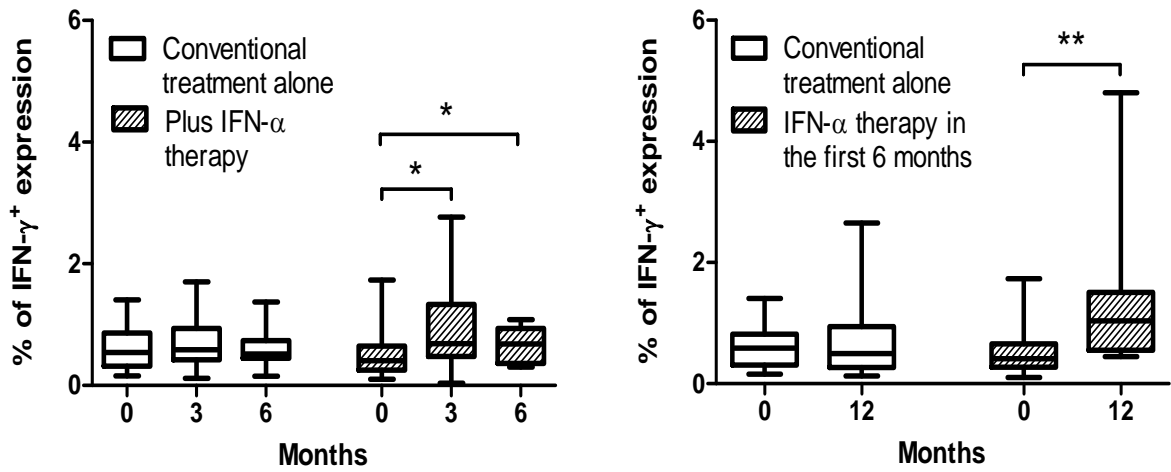 % of IFN-γ+ expression
6
4
2
0
Conventional
treatment alone
Plus IFN-α
therapy
*
*
0 3 6 0 3 6
Months
% of IFN-γ+ expression
6
4
2
0
Conventional
treatment alone
IFN-α therapy in
the first 6 months
**
0 12 0 12
Months